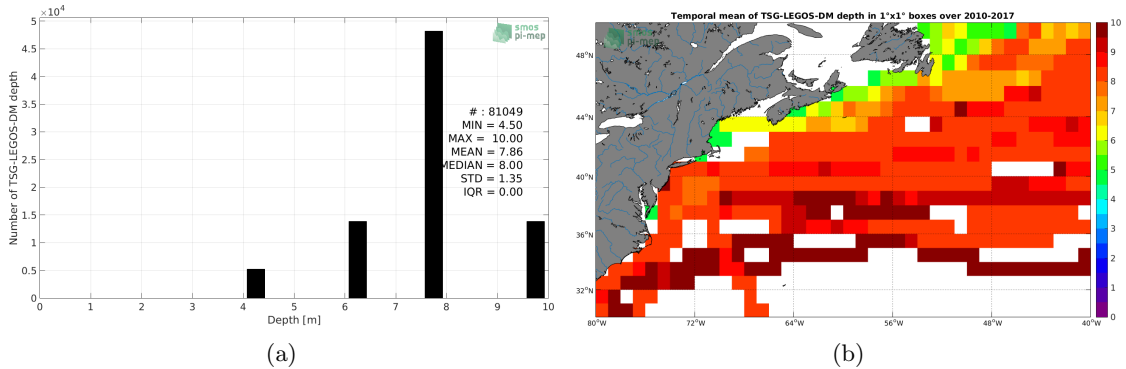 ×10⁴
5
4.5
4
3.5
3
2.5
2
1.5
1
0.5
0
Number of TSG-LEGOS-DM depth
smos
pi-mep
# : 81049
MIN = 4.50
MAX = 10.00
MEAN = 7.86
MEDIAN = 8.00
STD = 1.35
IQR = 0.00
0 1 2 3 4 5 6 7 8 9 10
Depth [m]
(a)
Temporal mean of TSG-LEGOS-DM depth in 1°x1° boxes over 2010-2017
smos
pi-mep
48°N
44°N
40°N
36°N
32°N
80°W 72°W 64°W 56°W 48°W 40°W
10
9
8
7
6
5
4
3
2
1
0
(b)